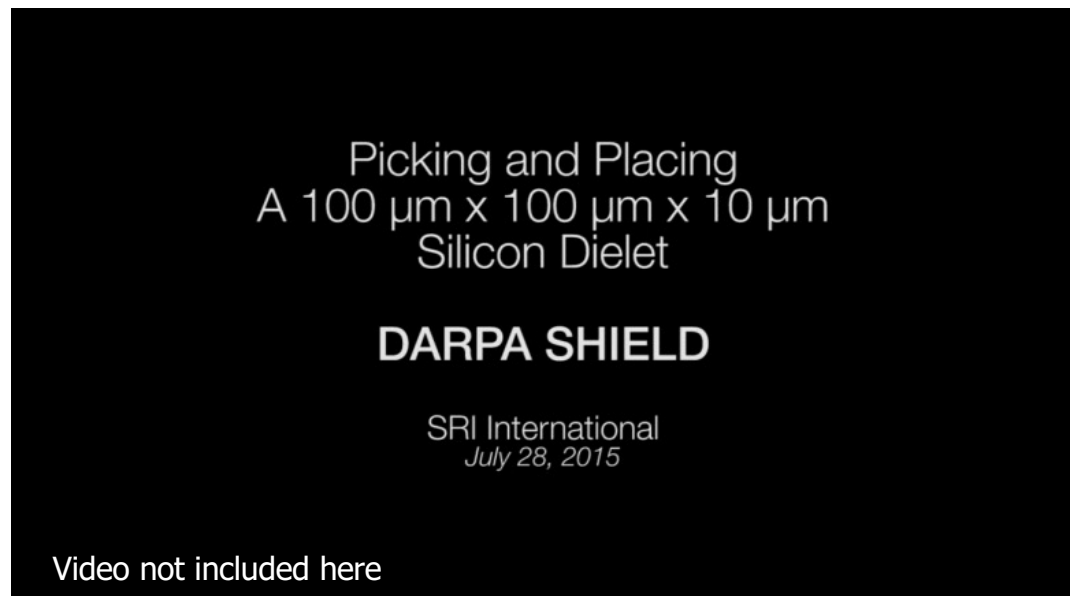 Picking and Placing
A 100 µm x 100 µm x 10 µm
Silicon Dielet
DARPA SHIELD
SRI International
July 28, 2015
Video not included here